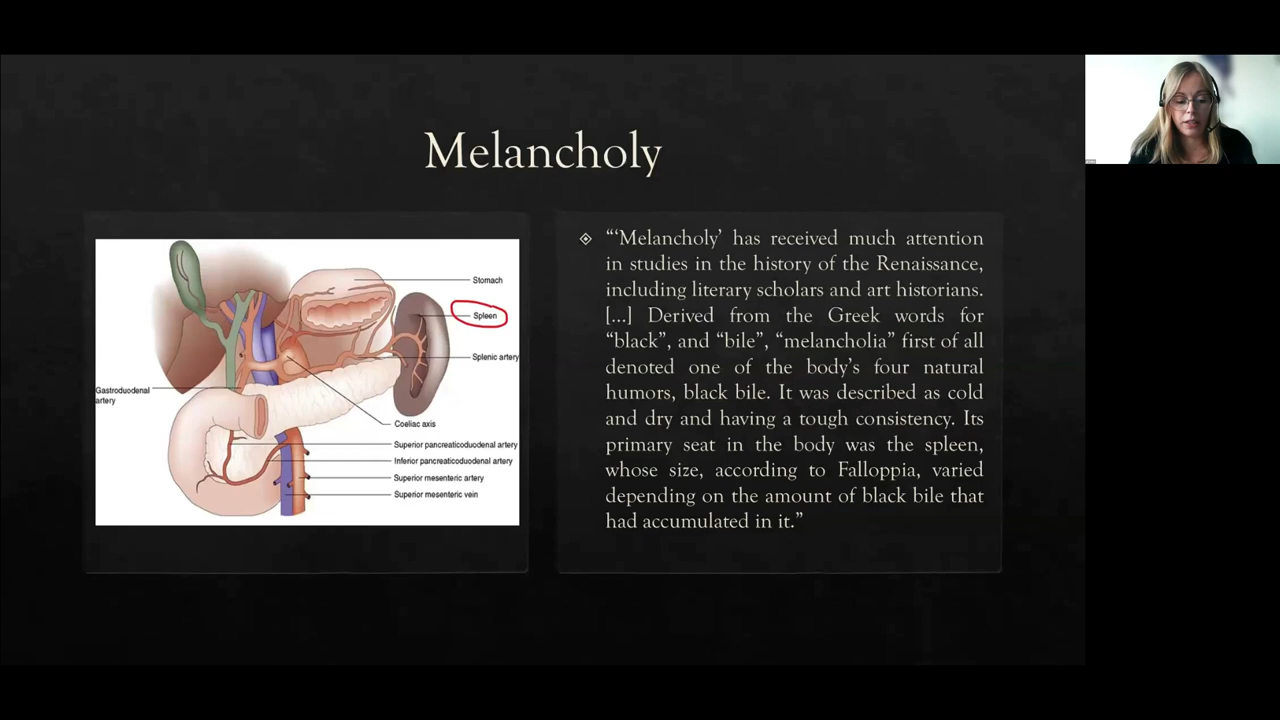 Melancholy
Stomach
Spleen
Splenic artery
Gastroduodenal
artery
Coeliac axis
Superior pancreaticoduodenal artery
Inferior pancreaticoduodenal artery
Superior mesenteric artery
Superior mesenteric vein
“‘Melancholy’ has received much attention
in studies in the history of the Renaissance,
including literary scholars and art historians.
[...] Derived from the Greek words for
“black”, and “bile”, “melancholia” first of all
denoted one of the body’s four natural
humors, black bile. It was described as cold
and dry and having a tough consistency. Its
primary seat in the body was the spleen,
whose size, according to Falloppia, varied
depending on the amount of black bile that
had accumulated in it.”